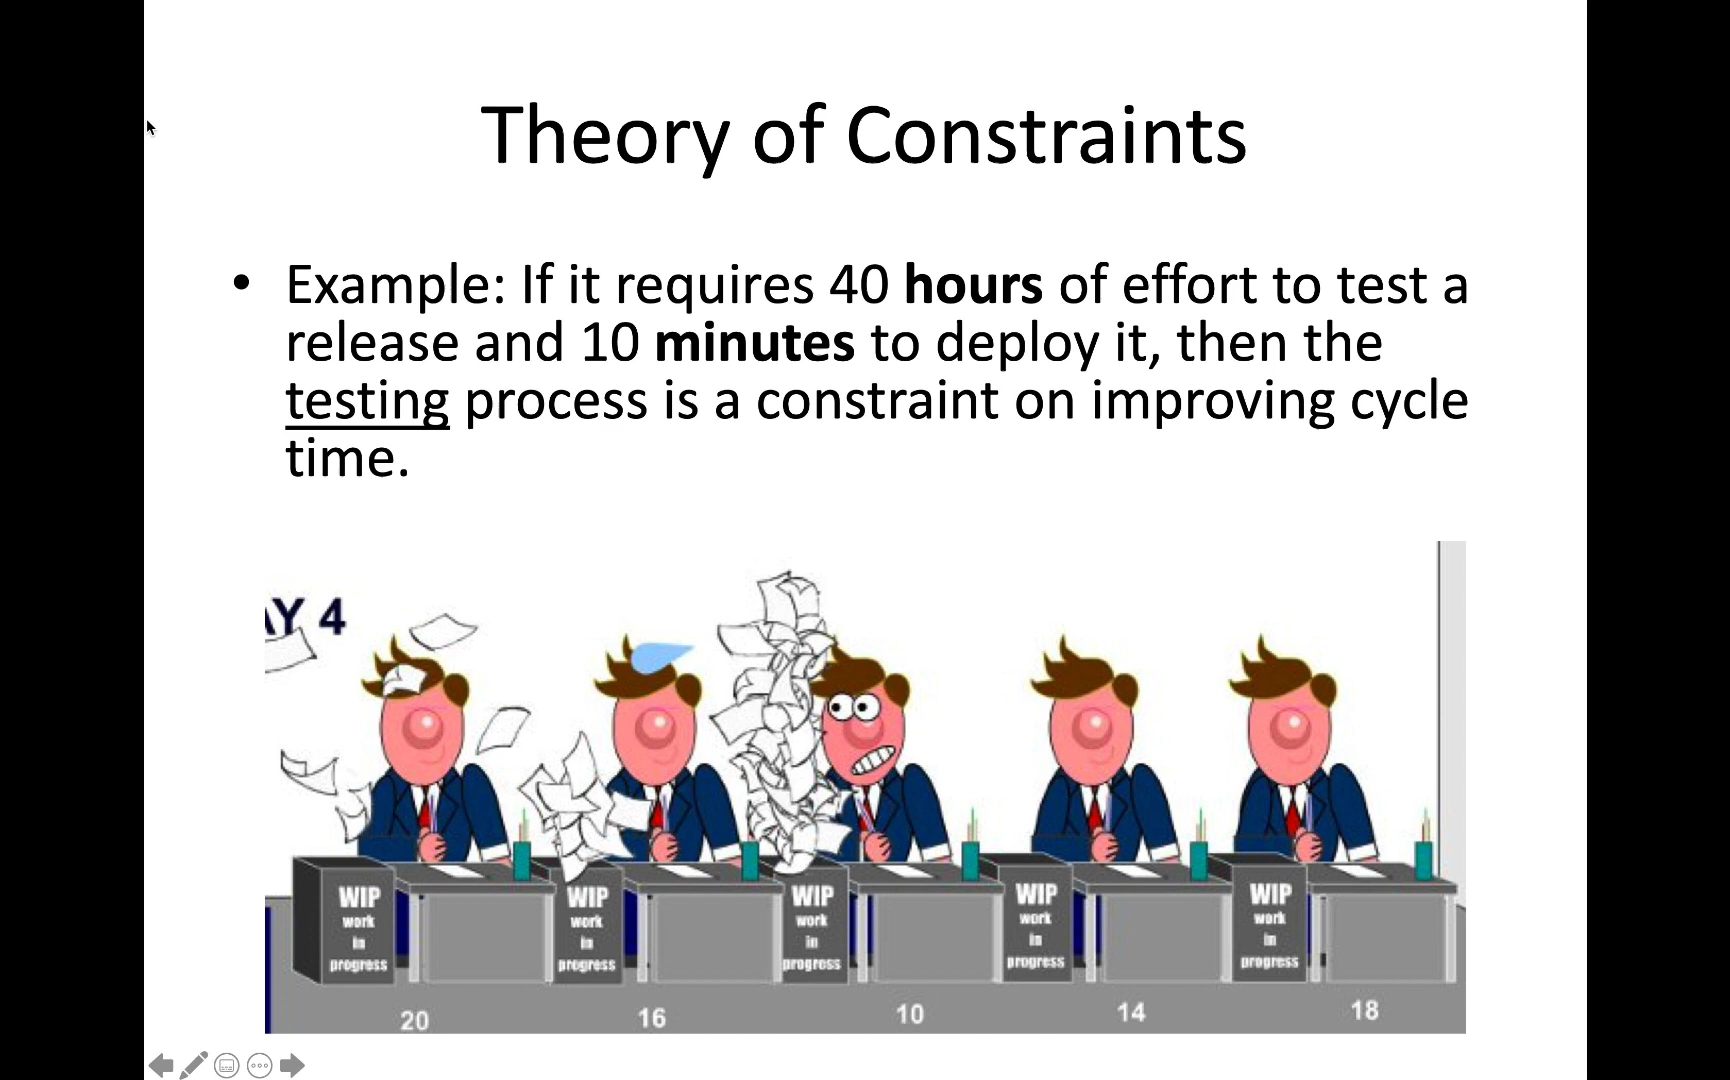 Theory of Constraints
• Example: If it requires 40 hours of effort to test a
release and 10 minutes to deploy it, then the
testing process is a constraint on improving cycle
time.
AY 4
WIP
work
in
progress
WIP
work
in
progress
WIP
work
in
progress
WIP
work
in
progress
WIP
work
in
progress
20
16
10
14
18